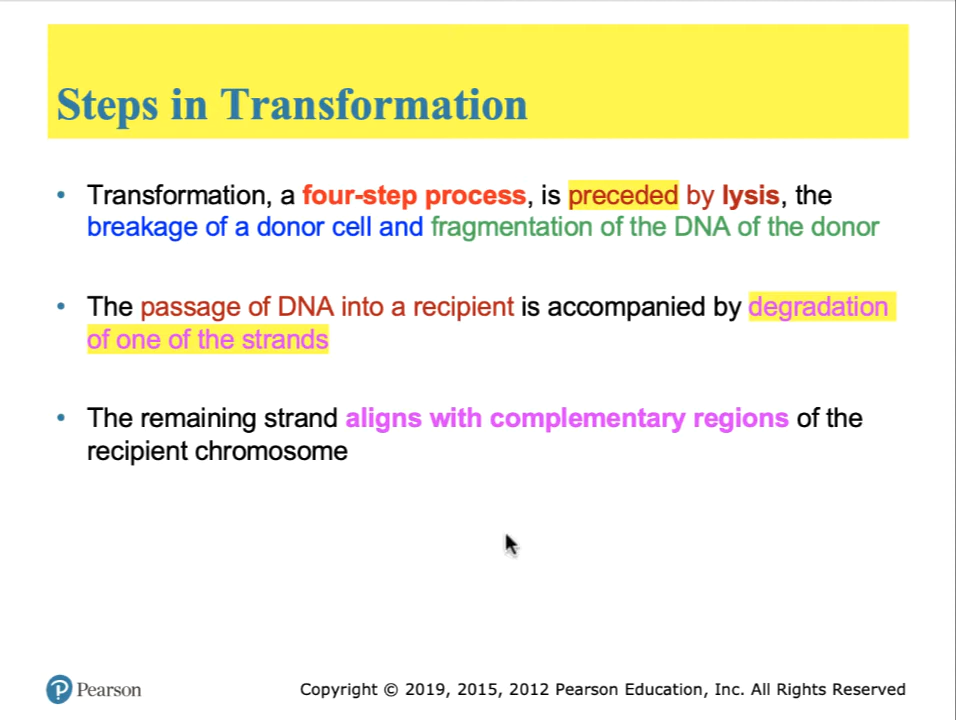 Steps in Transformation
• Transformation, a four-step process, is preceded by lysis, the
breakage of a donor cell and fragmentation of the DNA of the donor
• The passage of DNA into a recipient is accompanied by degradation
of one of the strands
• The remaining strand aligns with complementary regions of the
recipient chromosome
P Pearson
Copyright © 2019, 2015, 2012 Pearson Education, Inc. All Rights Reserved